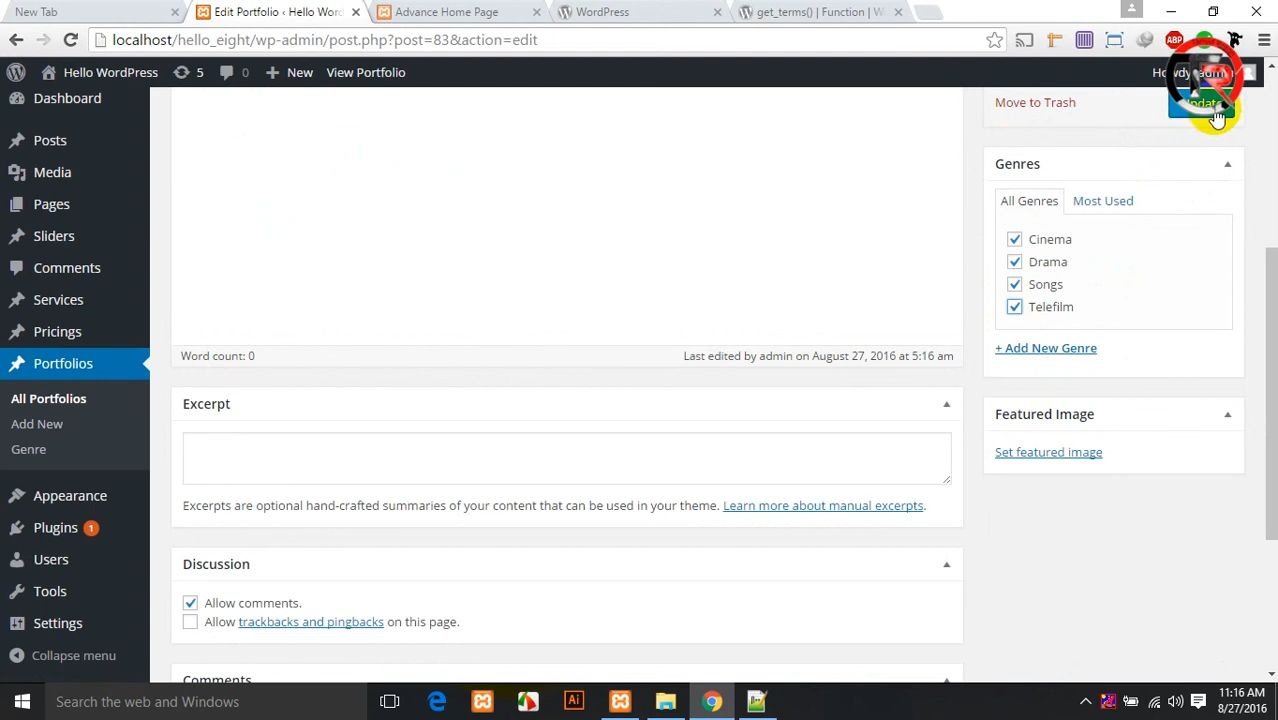 New Tab
Edit Portfolio ‹ Hello Wor
Advance Home Page
WordPress
get_terms() | Function | W
localhost/hello_eight/wp-admin/post.php?post=83&action=edit
ABP
Hello WordPress
5
0
New
View Portfolio
Dashboard
Posts
Media
Pages
Sliders
Comments
Services
Pricings
Portfolios
All Portfolios
Add New
Genre
Appearance
Plugins 1
Users
Tools
Settings
Collapse menu
Word count: 0
Last edited by admin on August 27, 2016 at 5:16 am
Excerpt
Excerpts are optional hand-crafted summaries of your content that can be used in your theme. Learn more about manual excerpts.
Discussion
Allow comments.
Allow trackbacks and pingbacks on this page.
Comments
Move to Trash
Genres
All Genres
Most Used
Cinema
Drama
Songs
Telefilm
+ Add New Genre
Featured Image
Set featured image
Search the web and Windows
Ai
11:16 AM
8/27/2016